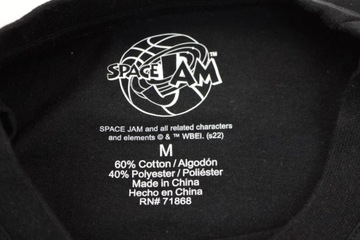 SPACE JAM™
SPACE JAM and all related characters
and elements © & ™ WBEI. (s22)
M
60% Cotton / Algodón
40% Polyester / Poliéster
Made in China
Hecho en China
RN# 71868